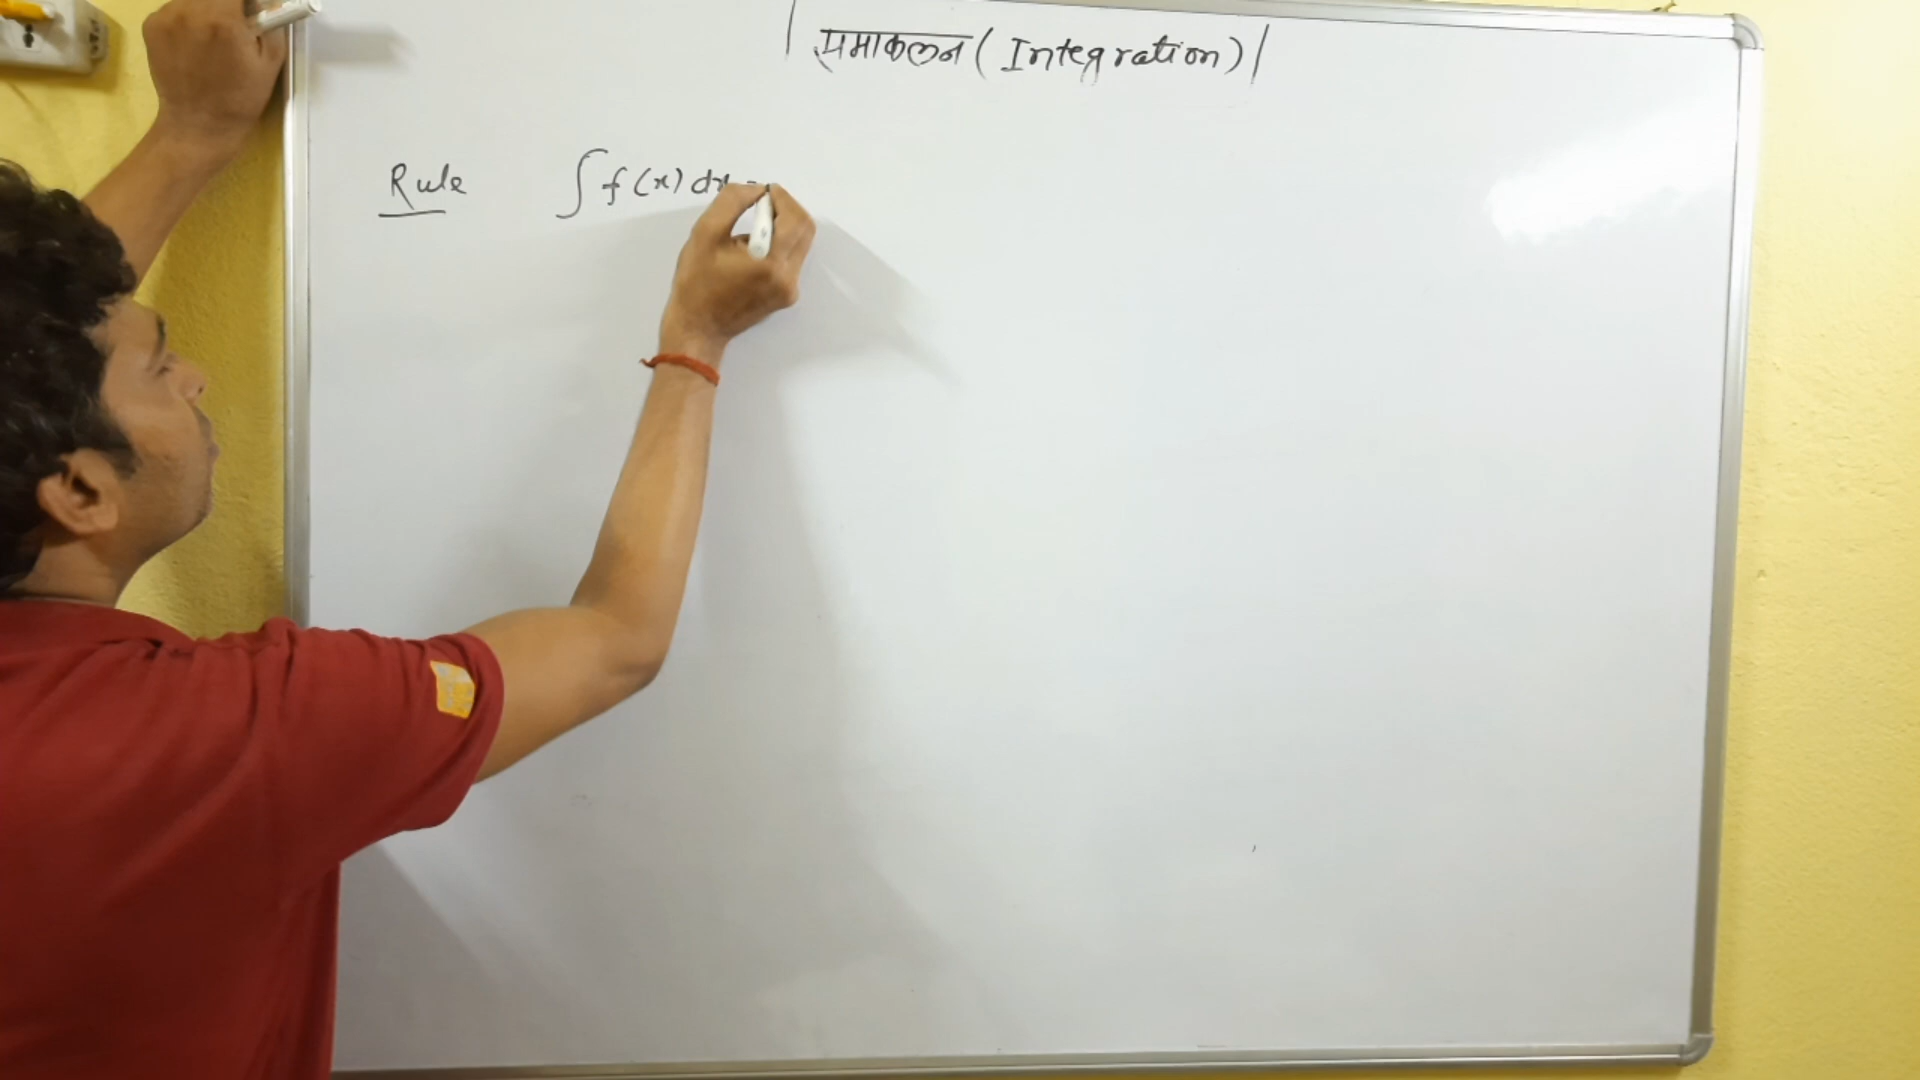 समाकलन (Integration)
Rule ∫f(x) dx =